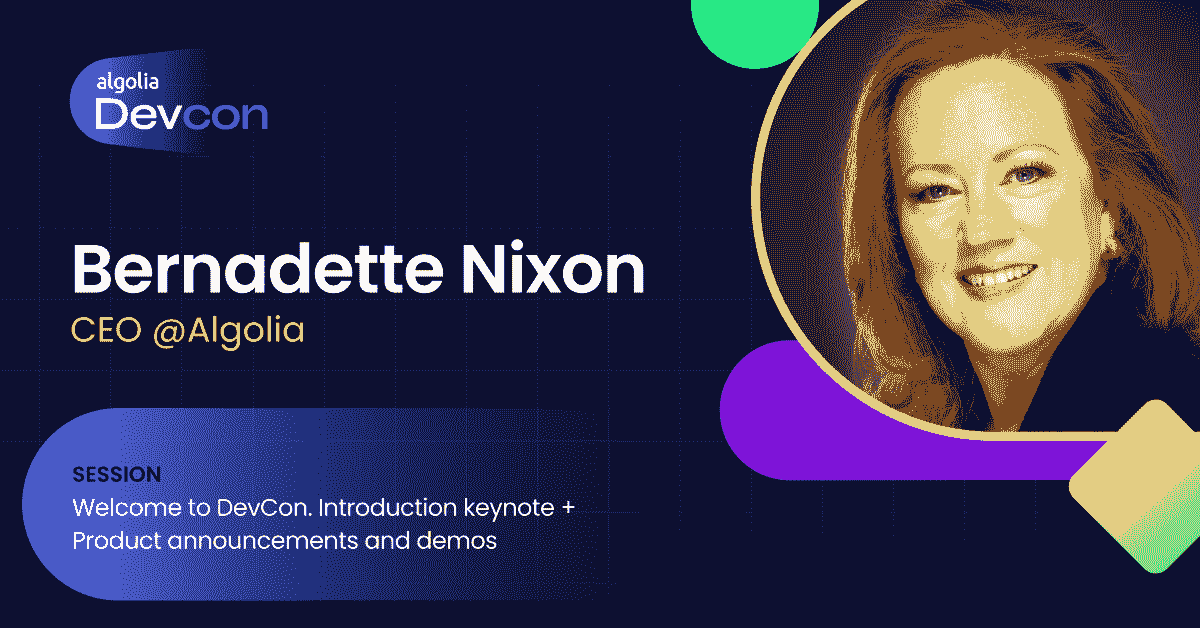 algolia
Devcon
Bernadette Nixon
CEO @Algolia
SESSION
Welcome to DevCon. Introduction keynote +
Product announcements and demos